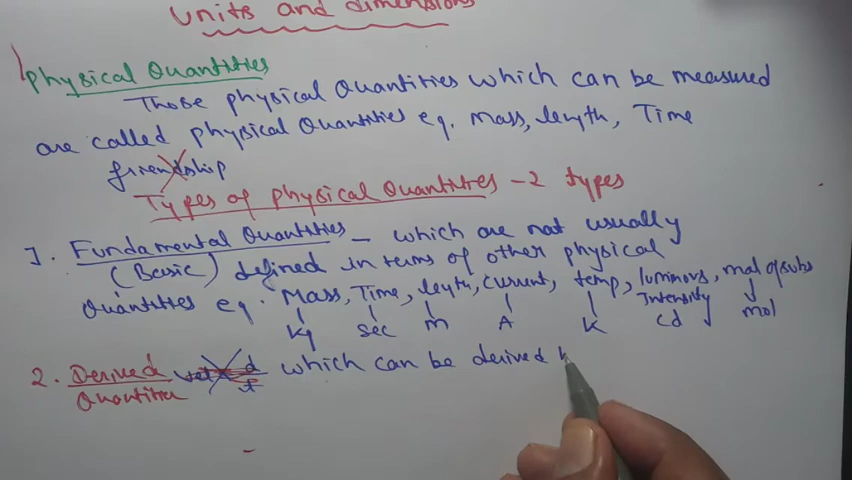 Units and dimensions
Physical Quantities
Those physical Quantities which can be measured
are called physical Quantities eg. Mass, length, Time
friendship
Types of Physical Quantities - 2 types
1. Fundamental Quantities - which are not usually
(Basic) defined in terms of other physical
Quantities eg. Mass, Time, length, current, temp, luminous Intensity, mol of subs
Kg sec m A K cd mol
2. Derived Quantities which can be derived